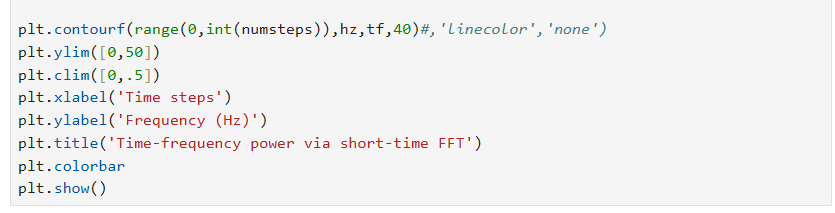 plt.contourf(range(0,int(numsteps)),hz,tf,40)#,'linecolor','none')
plt.ylim([0,50])
plt.clim([0,.5])
plt.xlabel('Time steps')
plt.ylabel('Frequency (Hz)')
plt.title('Time-frequency power via short-time FFT')
plt.colorbar
plt.show()